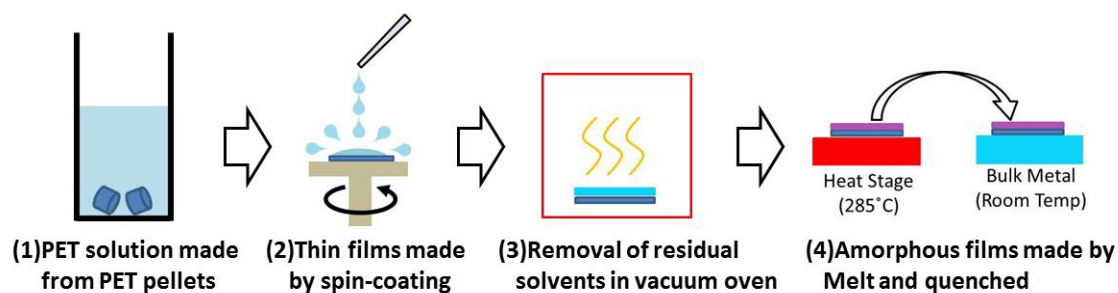 Heat Stage
(285˚C)
Bulk Metal
(Room Temp)
(1)PET solution made
from PET pellets
(2)Thin films made
by spin-coating
(3)Removal of residual
solvents in vacuum oven
(4)Amorphous films made by
Melt and quenched